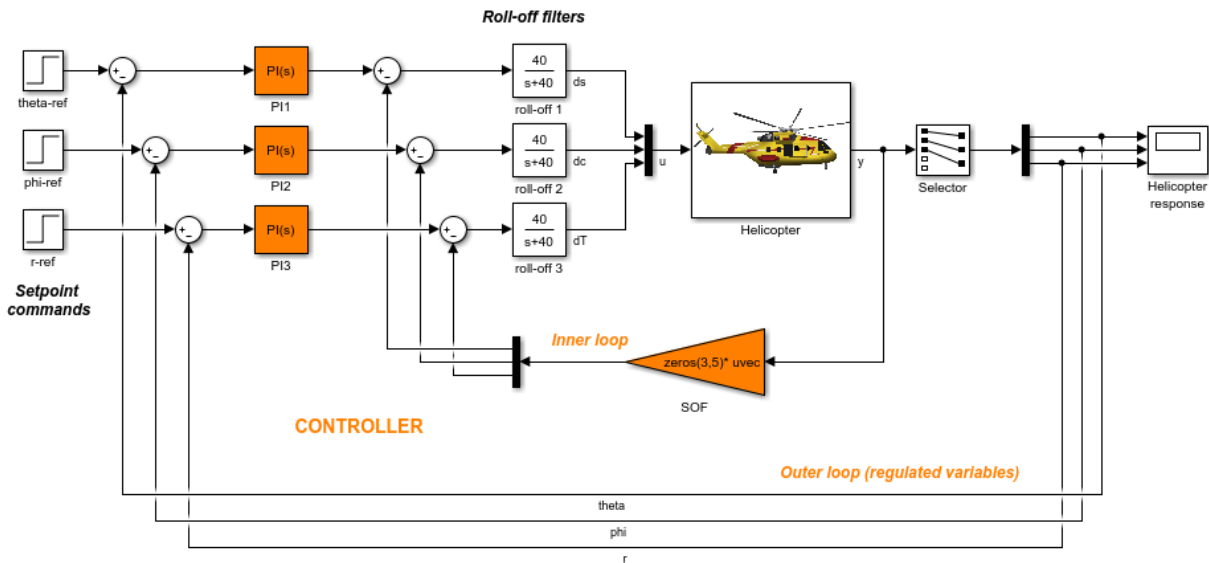 Roll-off filters
theta-ref
+
-
PI(s)
PI1
+
-
40
s+40
roll-off 1
ds
phi-ref
+
-
PI(s)
PI2
+
-
40
s+40
roll-off 2
dc
u
Helicopter
y
Selector
Helicopter
response
r-ref
+
-
PI(s)
PI3
+
-
40
s+40
roll-off 3
dT
Setpoint
commands
Inner loop
zeros(3,5)* uvec
SOF
CONTROLLER
Outer loop (regulated variables)
theta
phi
r